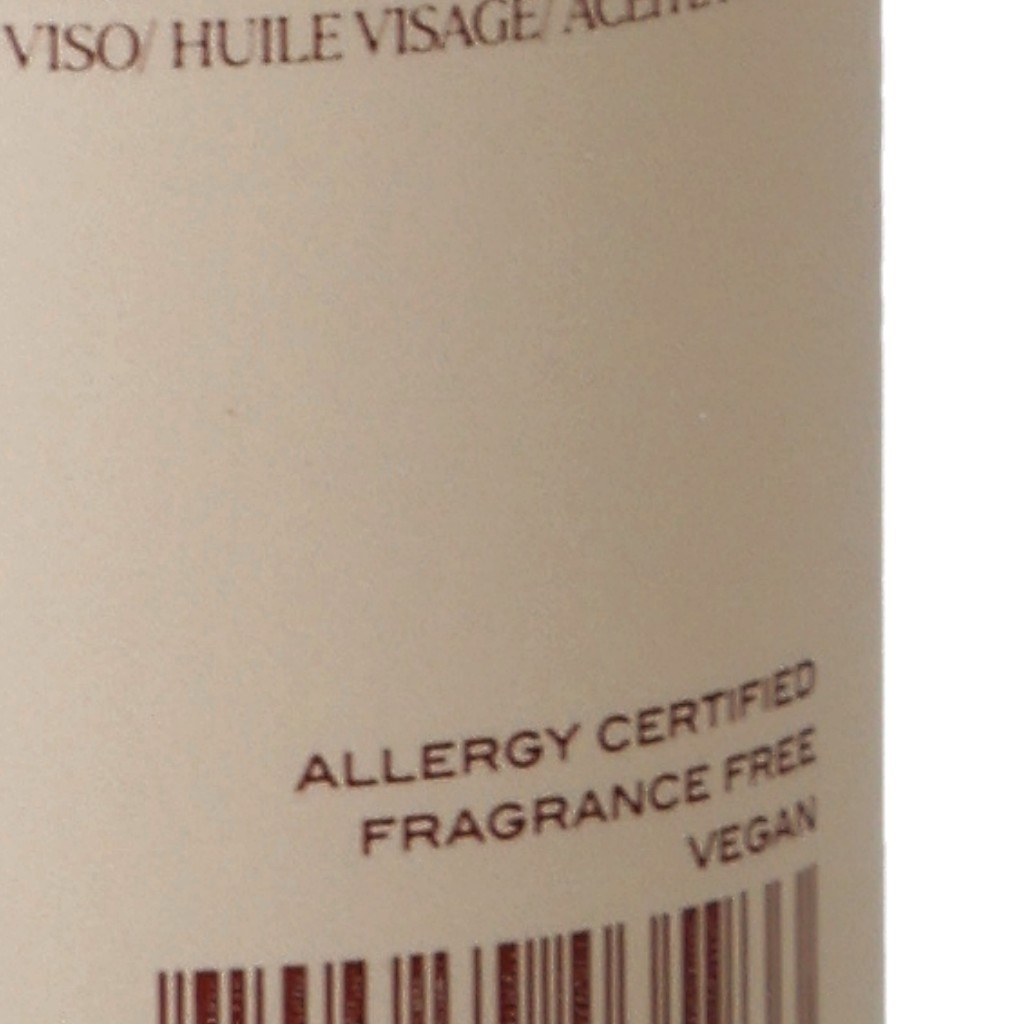 VISO/ HUILE VISAGE/
ALLERGY CERTIFIED
FRAGRANCE FREE
VEGAN